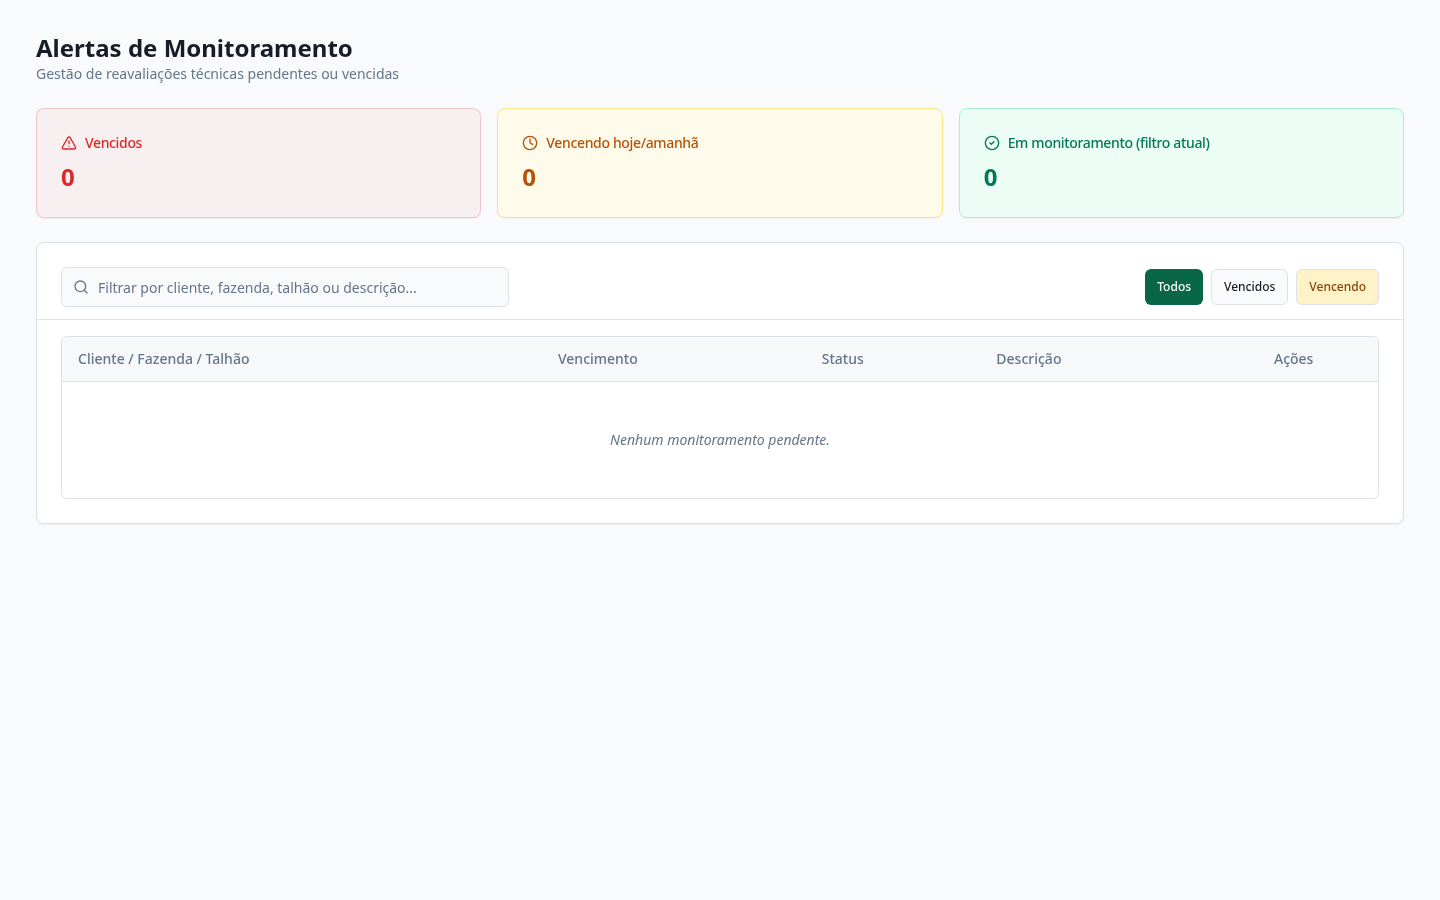 Alertas de Monitoramento
Gestão de reavaliações técnicas pendentes ou vencidas
Vencidos
0
Vencendo hoje/amanhã
0
Em monitoramento (filtro atual)
0
Filtrar por cliente, fazenda, talhão ou descrição...
Todos
Vencidos
Vencendo
Cliente / Fazenda / Talhão Vencimento Status Descrição Ações
Nenhum monitoramento pendente.